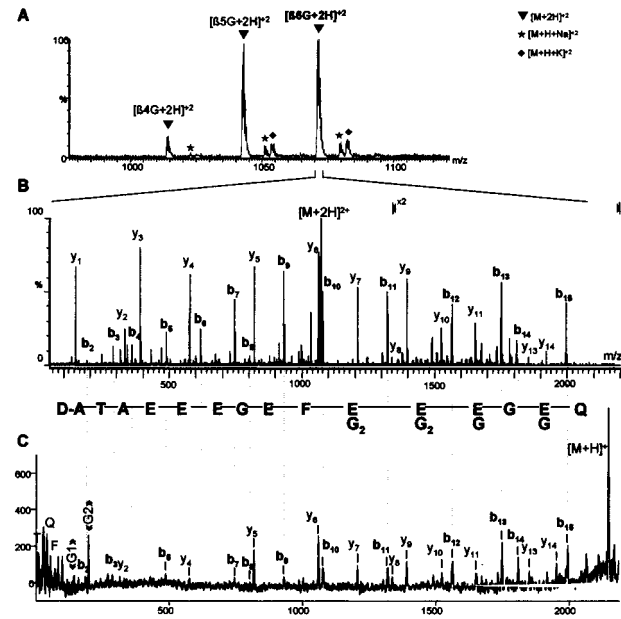 A
[ß6G+2H]⁺² ▼ [M+2H]⁺²
[ß5G+2H]⁺² ★ [M+H+Na]⁺²
◆ [M+H+K]⁺²
100
[ß4G+2H]⁺²
%
0
1000 1050 1100 m/z
B
100 [M+2H]²⁺ x2
y₃ y₁ y₄ y₅ b₉ y₆ b₁₀ y₇ b₁₁ y₉ b₁₃
% b₇ b₁₂ b₁₅
y₂ b₂ b₃ b₄ b₅ b₆ b₈ y₈ y₁₀ y₁₁ b₁₄ y₁₃ y₁₄
0 m/z
500 1000 1500 2000
D-A-T-A-E-E-E-G-E-F-E-E-E-G-E-Q
G₂ G₂ G G
C
[M+H]⁺
600
400
200
0
Q F «G1» «G2»
b₂ b₃ y₂ b₅ y₄ b₇ b₈ y₅ b₉ y₆ b₁₀ y₇ b₁₁ y₈ y₉ y₁₀ b₁₂ y₁₁ b₁₃ b₁₄ y₁₃ y₁₄ b₁₅
500 1000 1500 2000